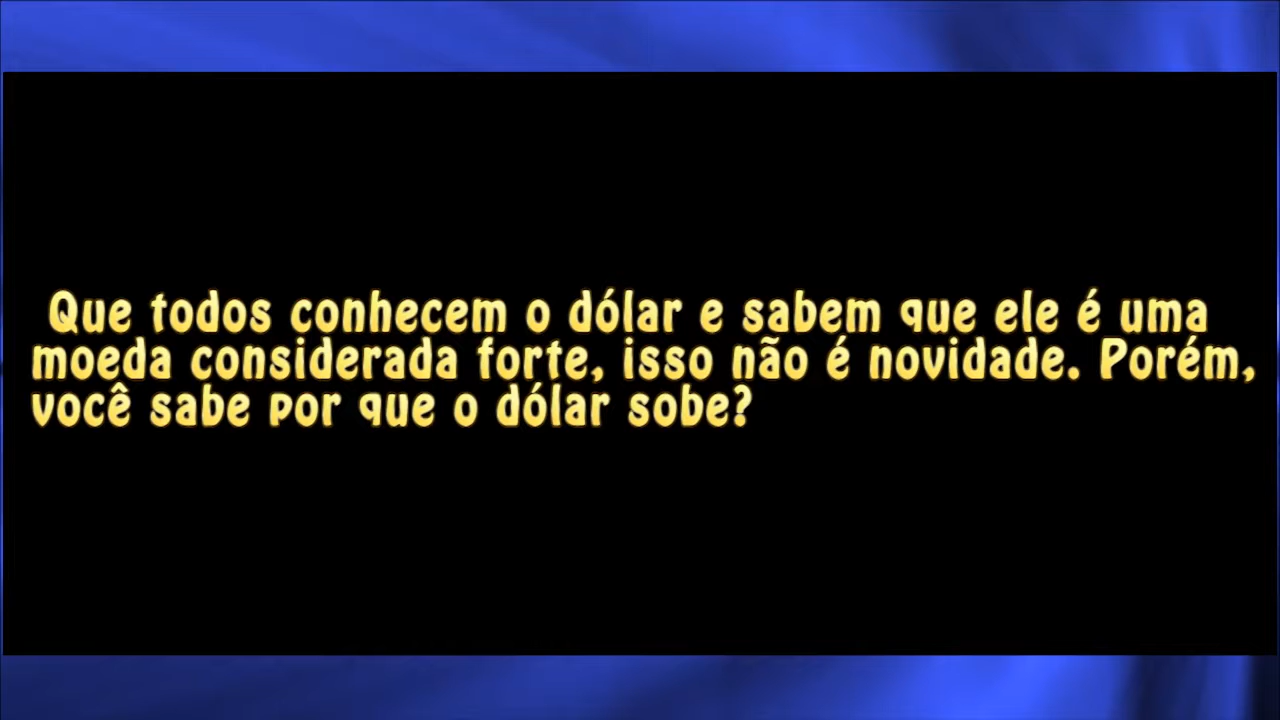 Que todos conhecem o dólar e sabem que ele é uma
moeda considerada forte, isso não é novidade. Porém,
você sabe por que o dólar sobe?